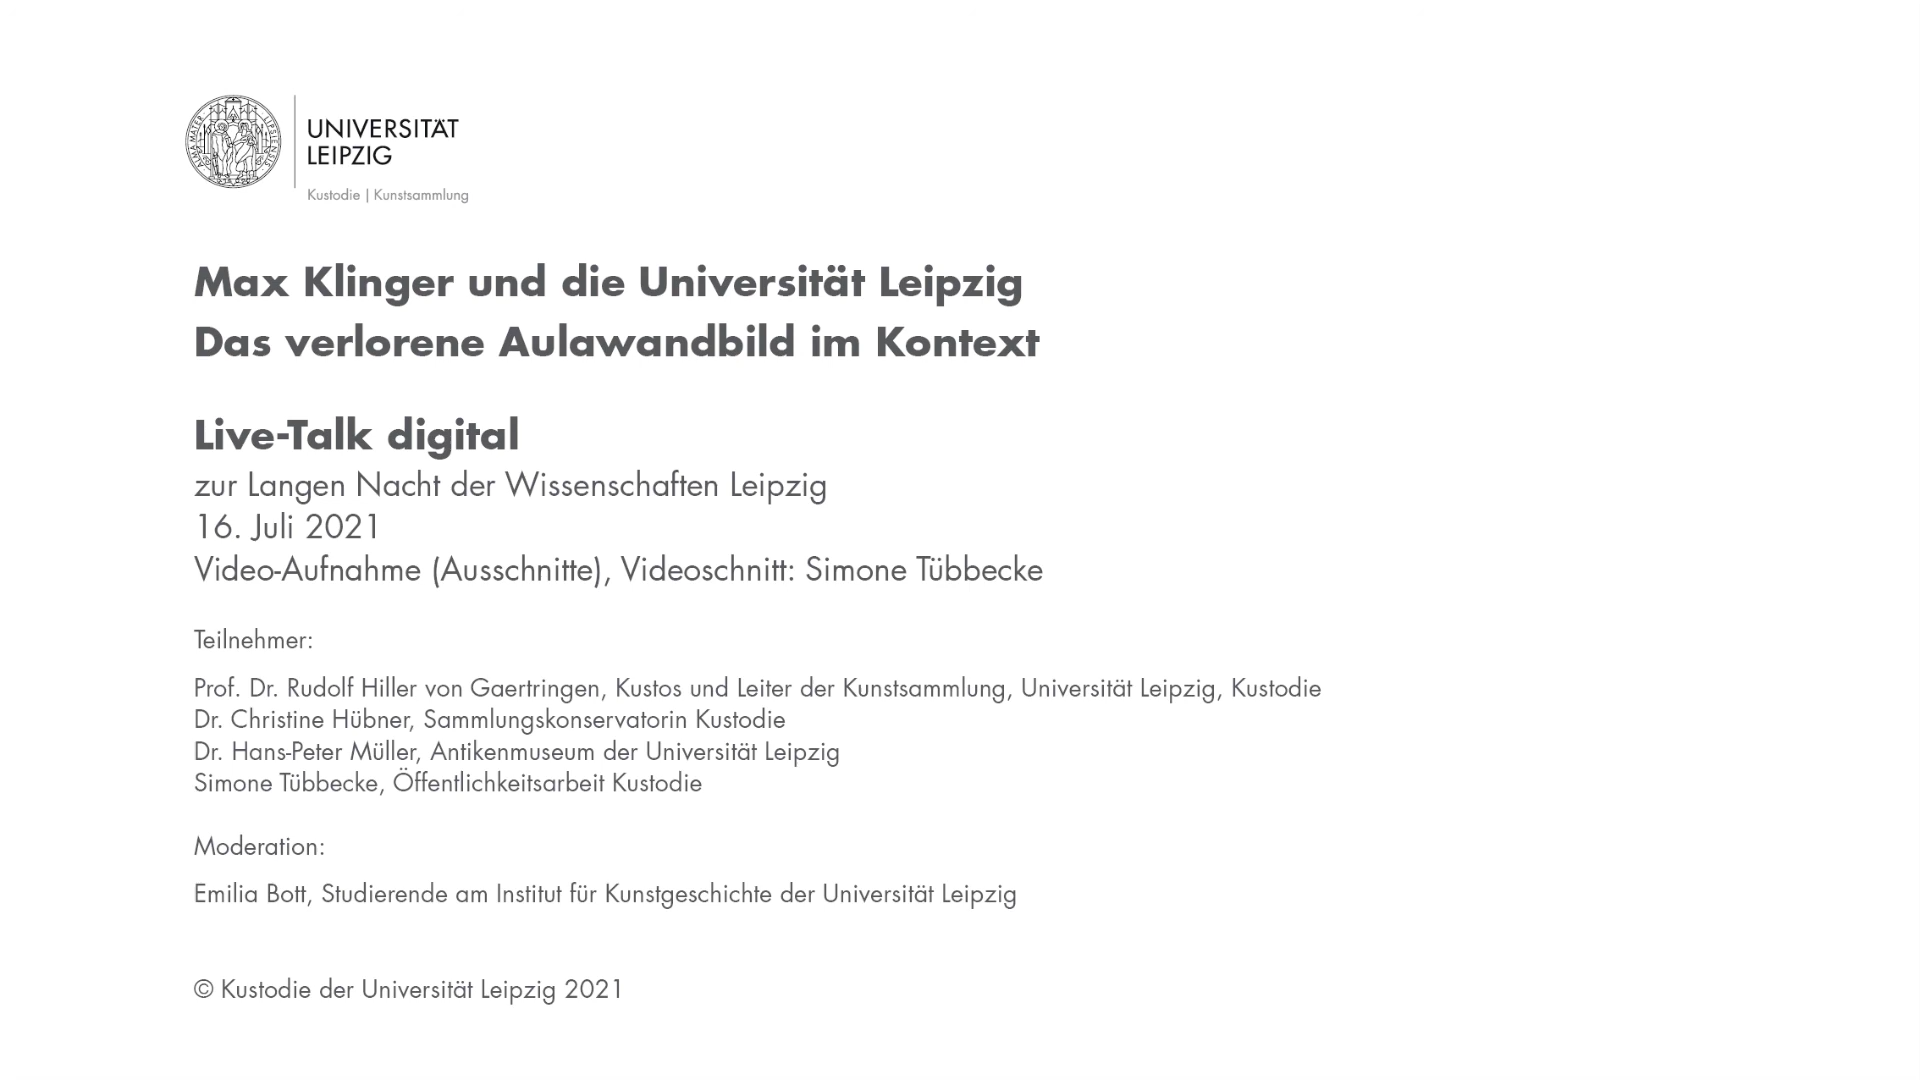 ALMA MATER LIPSIENSIS
UNIVERSITÄT
LEIPZIG
Kustodie | Kunstsammlung
Max Klinger und die Universität Leipzig
Das verlorene Aulawandbild im Kontext
Live-Talk digital
zur Langen Nacht der Wissenschaften Leipzig
16. Juli 2021
Video-Aufnahme (Ausschnitte), Videoschnitt: Simone Tübbecke
Teilnehmer:
Prof. Dr. Rudolf Hiller von Gaertringen, Kustos und Leiter der Kunstsammlung, Universität Leipzig, Kustodie
Dr. Christine Hübner, Sammlungskonservatorin Kustodie
Dr. Hans-Peter Müller, Antikenmuseum der Universität Leipzig
Simone Tübbecke, Öffentlichkeitsarbeit Kustodie
Moderation:
Emilia Bott, Studierende am Institut für Kunstgeschichte der Universität Leipzig
© Kustodie der Universität Leipzig 2021